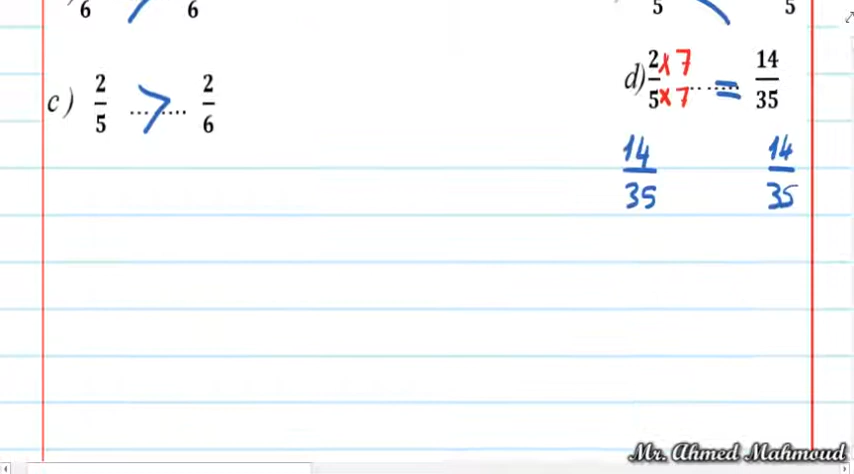 6 > 6
5 \ 5
c) 2/5 ...>... 2/6
d) 2×7/5×7 ...=... 14/35
14/35 14/35
Mr. Ahmed Mahmoud